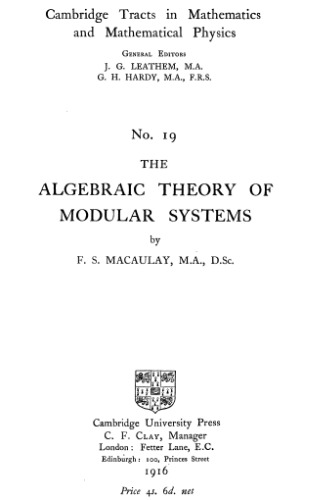 Cambridge Tracts in Mathematics
and Mathematical Physics
General Editors
J. G. LEATHEM, M.A.
G. H. HARDY, M.A., F.R.S.
No. 19
THE
ALGEBRAIC THEORY OF
MODULAR SYSTEMS
by
F. S. MACAULAY, M.A., D.Sc.
Cambridge University Press
C. F. Clay, Manager
London: Fetter Lane, E.C.
Edinburgh: 100, Princes Street
1916
Price 4s. 6d. net